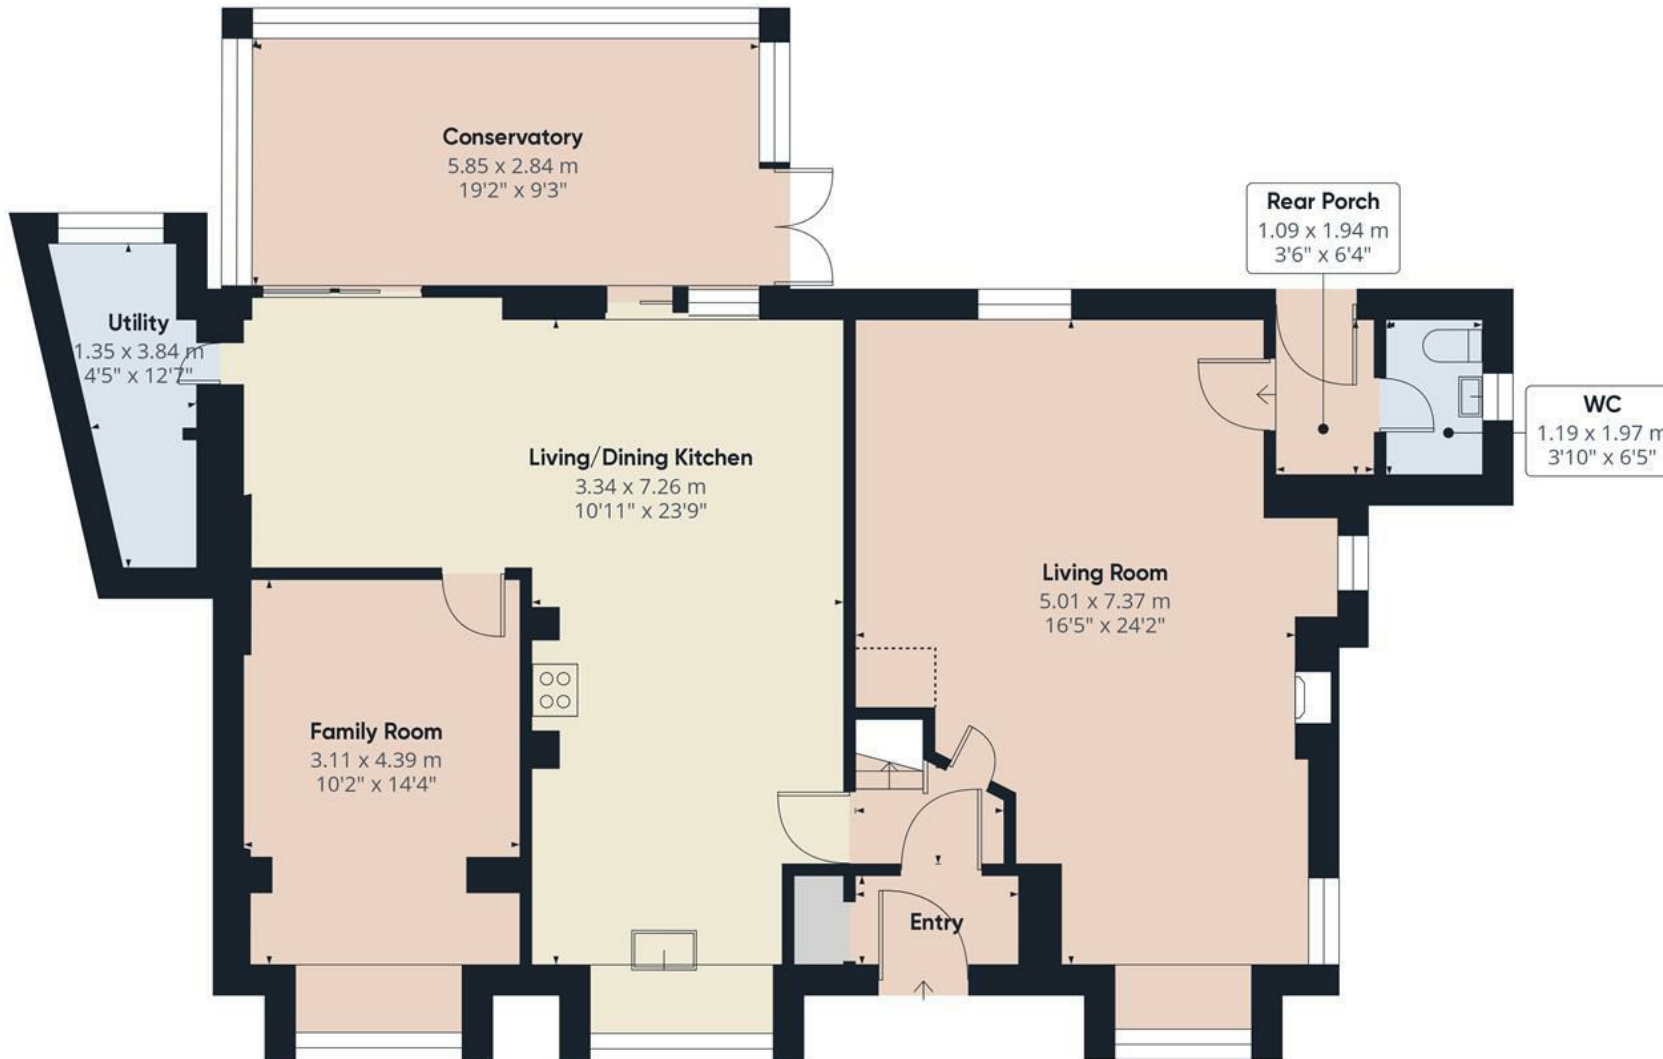 Conservatory
5.85 x 2.84 m
19'2" x 9'3"
Rear Porch
1.09 x 1.94 m
3'6" x 6'4"
Utility
1.35 x 3.84 m
4'5" x 12'7"
WC
1.19 x 1.97 m
3'10" x 6'5"
Living/Dining Kitchen
3.34 x 7.26 m
10'11" x 23'9"
Living Room
5.01 x 7.37 m
16'5" x 24'2"
Family Room
3.11 x 4.39 m
10'2" x 14'4"
Entry